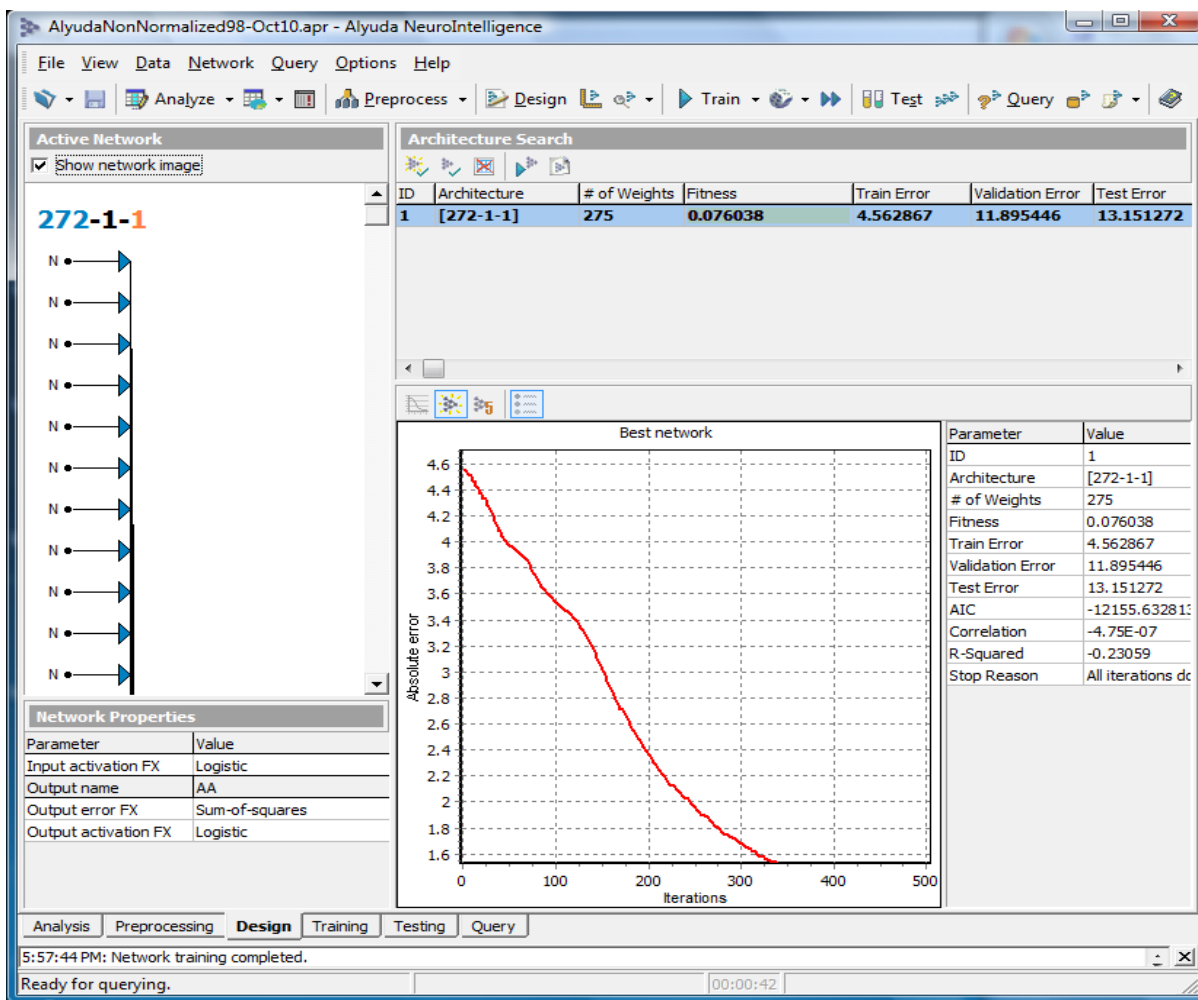 AlyudaNonNormalized98-Oct10.apr - Alyuda NeuroIntelligence
File View Data Network Query Options Help
Analyze Preprocess Design Train Test Query
Active Network
Show network image
272-1-1
N
N
N
N
N
N
N
N
N
N
N
Network Properties
Parameter Value
Input activation FX Logistic
Output name AA
Output error FX Sum-of-squares
Output activation FX Logistic
Architecture Search
ID Architecture # of Weights Fitness Train Error Validation Error Test Error
1 [272-1-1] 275 0.076038 4.562867 11.895446 13.151272
5
Best network
Absolute error
4.6
4.4
4.2
4
3.8
3.6
3.4
3.2
3
2.8
2.6
2.4
2.2
2
1.8
1.6
0 100 200 300 400 500
Iterations
Parameter Value
ID 1
Architecture [272-1-1]
# of Weights 275
Fitness 0.076038
Train Error 4.562867
Validation Error 11.895446
Test Error 13.151272
AIC -12155.632813
Correlation -4.75E-07
R-Squared -0.23059
Stop Reason All iterations dc
Analysis Preprocessing Design Training Testing Query
5:57:44 PM: Network training completed.
Ready for querying. 00:00:42